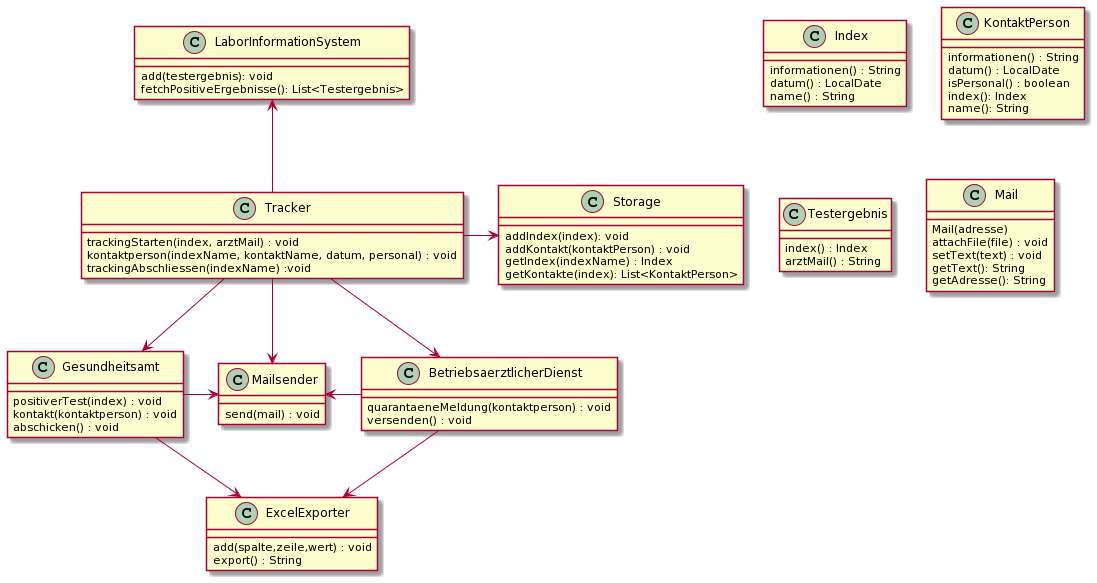 C LaborInformationSystem
add(testergebnis): void
fetchPositiveErgebnisse(): List<Testergebnis>
C Index
informationen() : String
datum() : LocalDate
name() : String
C KontaktPerson
informationen() : String
datum() : LocalDate
isPersonal() : boolean
index(): Index
name(): String
C Tracker
trackingStarten(index, arztMail) : void
kontaktperson(indexName, kontaktName, datum, personal) : void
trackingAbschliessen(indexName) :void
C Storage
addIndex(index): void
addKontakt(kontaktPerson) : void
getIndex(indexName) : Index
getKontakte(index): List<KontaktPerson>
C Testergebnis
index() : Index
arztMail() : String
C Mail
Mail(adresse)
attachFile(file) : void
setText(text) : void
getText(): String
getAdresse(): String
C Gesundheitsamt
positiverTest(index) : void
kontakt(kontaktperson) : void
abschicken() : void
C Mailsender
send(mail) : void
C BetriebsaerztlicherDienst
quarantaeneMeldung(kontaktperson) : void
versenden() : void
C ExcelExporter
add(spalte,zeile,wert) : void
export() : String